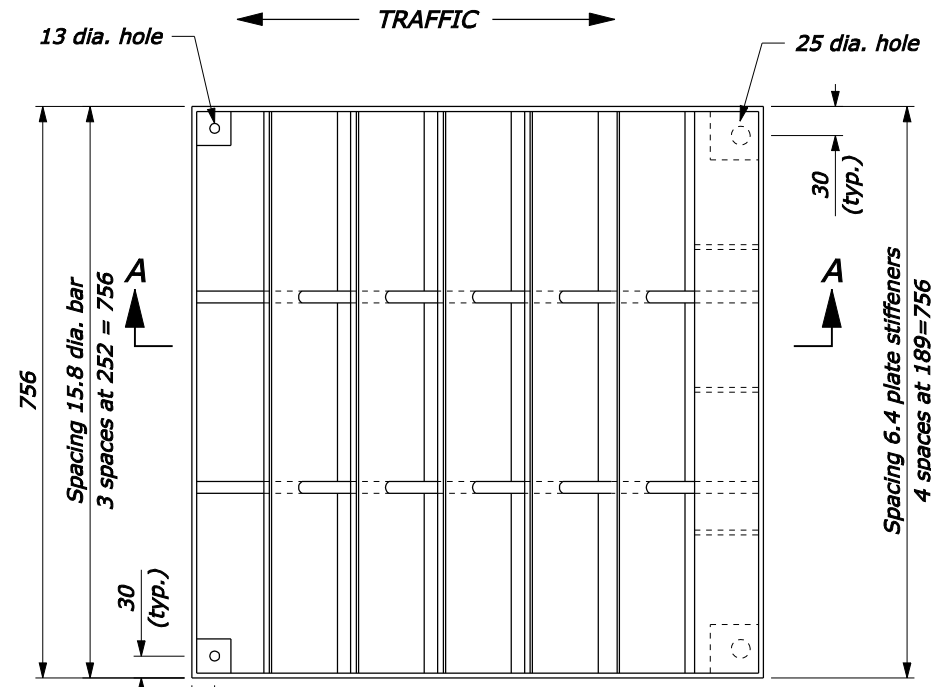 TRAFFIC
13 dia. hole
25 dia. hole
30
(typ.)
A
A
756
Spacing 15.8 dia. bar
3 spaces at 252 = 756
Spacing 6.4 plate stiffeners
4 spaces at 189=756
30
(typ.)